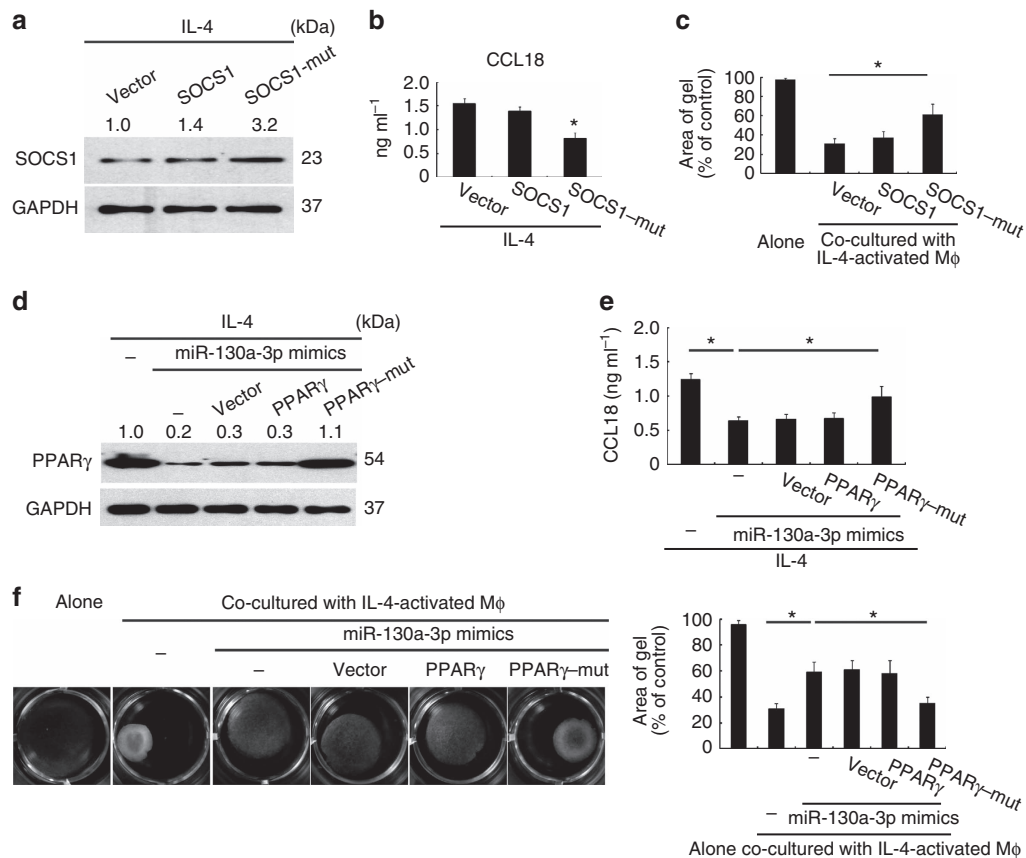 a
IL-4 (kDa)
Vector SOCS1 SOCS1-mut
1.0 1.4 3.2
SOCS1 23
GAPDH 37
b
CCL18
ng ml⁻¹
2.0
1.5
1.0
0.5
0
*
Vector SOCS1 SOCS1–mut
IL-4
c
Area of gel
(% of control)
100
80
60
40
20
0
*
Vector SOCS1 SOCS1–mut
Alone Co-cultured with
IL-4-activated Mϕ
d
IL-4 (kDa)
– miR-130a-3p mimics
– Vector PPARγ PPARγ–mut
1.0 0.2 0.3 0.3 1.1
PPARγ 54
GAPDH 37
e
CCL18 (ng ml⁻¹)
2.0
1.5
1.0
0.5
0
* *
– Vector PPARγ PPARγ–mut
– miR-130a-3p mimics
IL-4
f
Alone Co-cultured with IL-4-activated Mϕ
– miR-130a-3p mimics
– Vector PPARγ PPARγ–mut
Area of gel
(% of control)
100
80
60
40
20
0
* *
– Vector PPARγ PPARγ–mut
– miR-130a-3p mimics
Alone co-cultured with IL-4-activated Mϕ